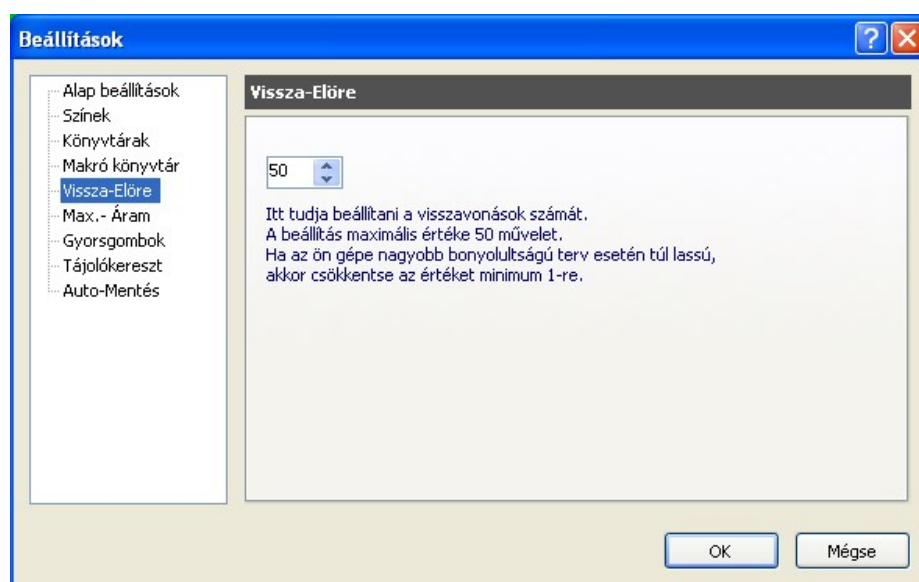 Beállítások
Alap beállítások
Színek
Könyvtárak
Makró könyvtár
Vissza-Elöre
Max.- Áram
Gyorsgombok
Tájolókereszt
Auto-Mentés
Vissza-Elöre
50
Itt tudja beállítani a visszavonások számát.
A beállítás maximális értéke 50 művelet.
Ha az ön gépe nagyobb bonyolultságú terv esetén túl lassú,
akkor csökkentse az értéket minimum 1-re.
OK
Mégse